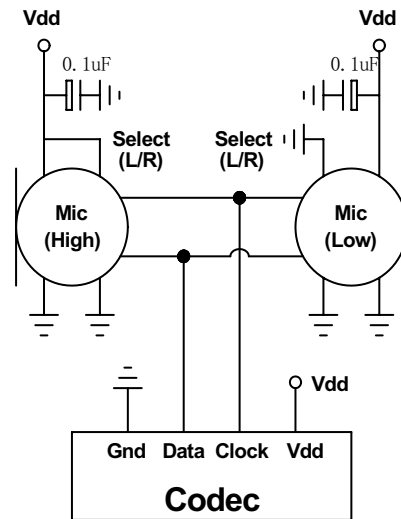 Vdd
Vdd
0.1uF
0.1uF
Select
(L/R)
Select
(L/R)
Mic
(High)
Mic
(Low)
Vdd
Gnd Data Clock Vdd
Codec